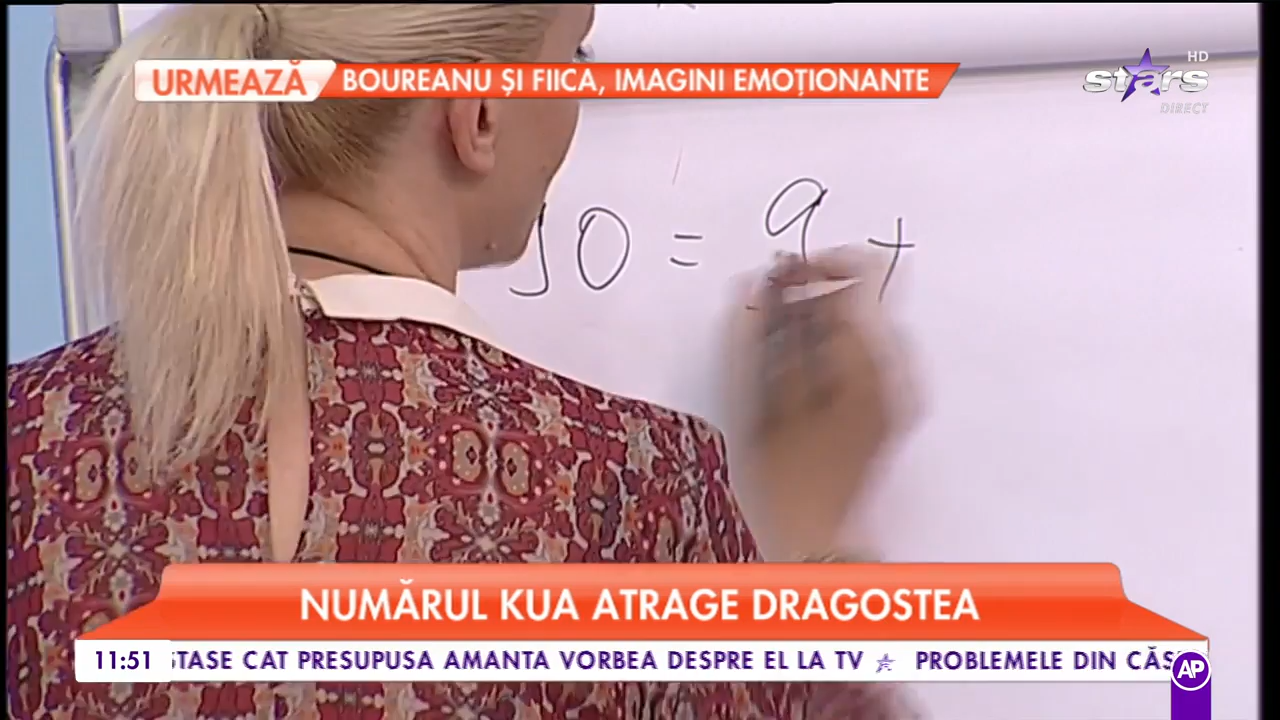 URMEAZĂ BOUREANU ȘI FIICA, IMAGINI EMOȚIONANTE
HD
stars
DIRECT
90 = 9 +
NUMĂRUL KUA ATRAGE DRAGOSTEA
11:51 STASE CAT PRESUPUSA AMANTA VORBEA DESPRE EL LA TV PROBLEMELE DIN CĂS
AP